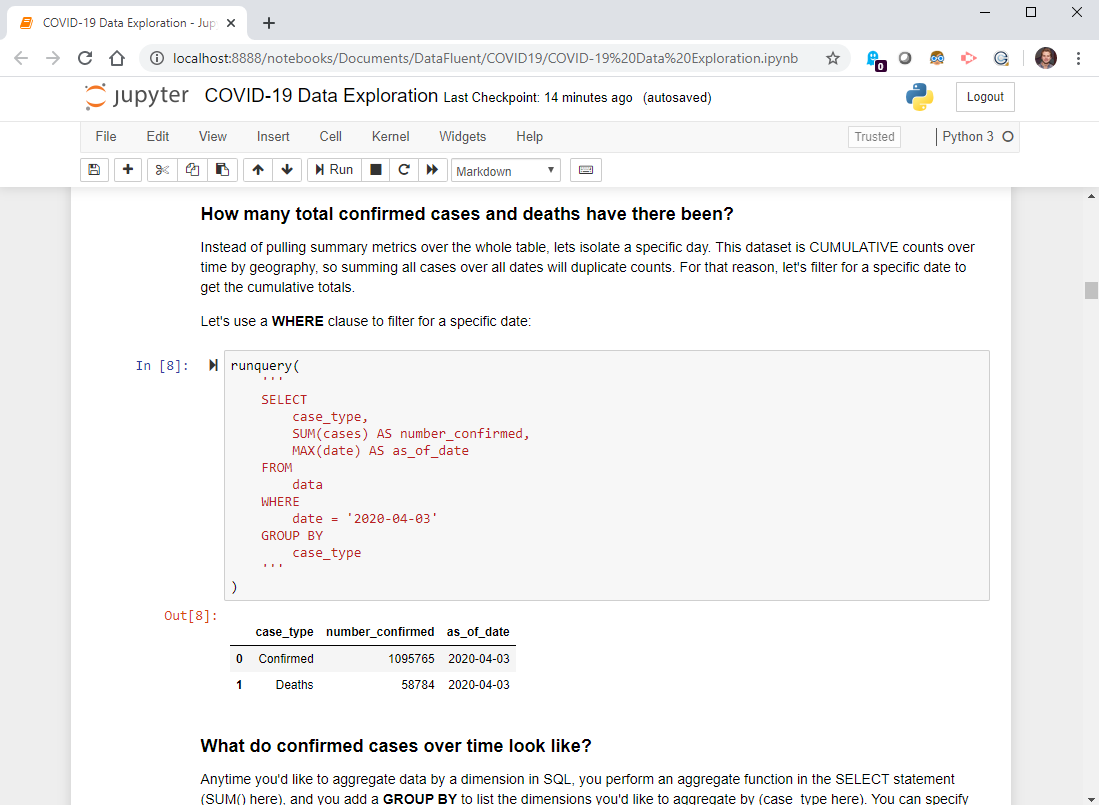 COVID-19 Data Exploration - Jup
localhost:8888/notebooks/Documents/DataFluent/COVID19/COVID-19%20Data%20Exploration.ipynb
0
jupyter COVID-19 Data Exploration Last Checkpoint: 14 minutes ago (autosaved)
Logout
File Edit View Insert Cell Kernel Widgets Help
Trusted
Python 3
Run
Markdown
How many total confirmed cases and deaths have there been?
Instead of pulling summary metrics over the whole table, lets isolate a specific day. This dataset is CUMULATIVE counts over
time by geography, so summing all cases over all dates will duplicate counts. For that reason, let's filter for a specific date to
get the cumulative totals.
Let's use a WHERE clause to filter for a specific date:
In [8]:
runquery(
'''
SELECT
case_type,
SUM(cases) AS number_confirmed,
MAX(date) AS as_of_date
FROM
data
WHERE
date = '2020-04-03'
GROUP BY
case_type
'''
)
Out[8]:
case_type number_confirmed as_of_date
0 Confirmed 1095765 2020-04-03
1 Deaths 58784 2020-04-03
What do confirmed cases over time look like?
Anytime you'd like to aggregate data by a dimension in SQL, you perform an aggregate function in the SELECT statement
(SUM() here), and you add a GROUP BY to list the dimensions you'd like to aggregate by (case_type here). You can specify